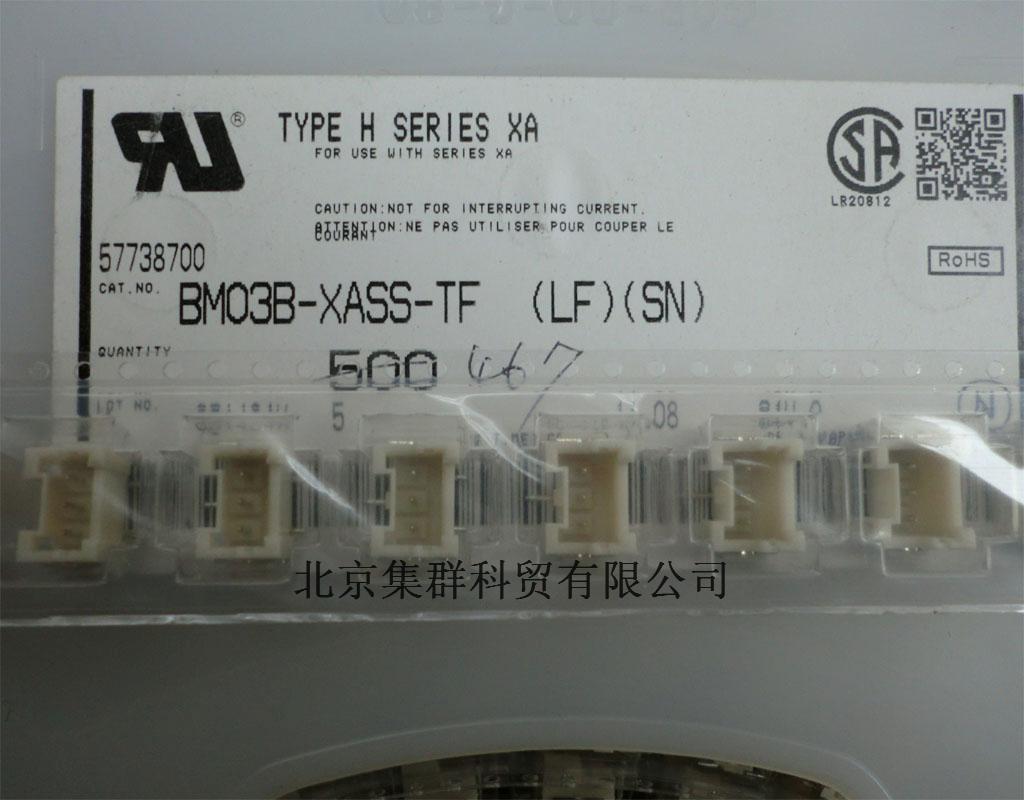 ®
TYPE H SERIES XA
FOR USE WITH SERIES XA
LR20812
CAUTION:NOT FOR INTERRUPTING CURRENT.
ATTENTION:NE PAS UTILISER POUR COUPER LE
COURANT
57738700
RoHS
CAT.NO. BM03B-XASS-TF (LF)(SN)
QUANTITY 500 467
LOT NO.
5
.08
北京集群科贸有限公司